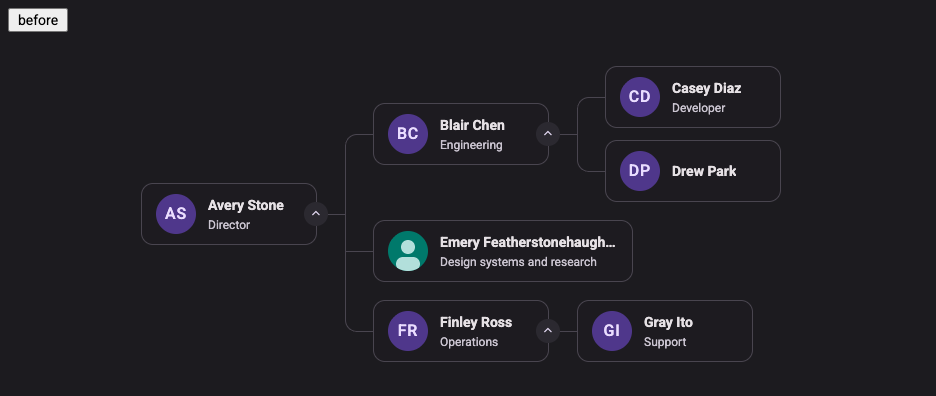 before
AS
Avery Stone
Director
BC
Blair Chen
Engineering
CD
Casey Diaz
Developer
DP
Drew Park
Emery Featherstonehaugh...
Design systems and research
FR
Finley Ross
Operations
GI
Gray Ito
Support